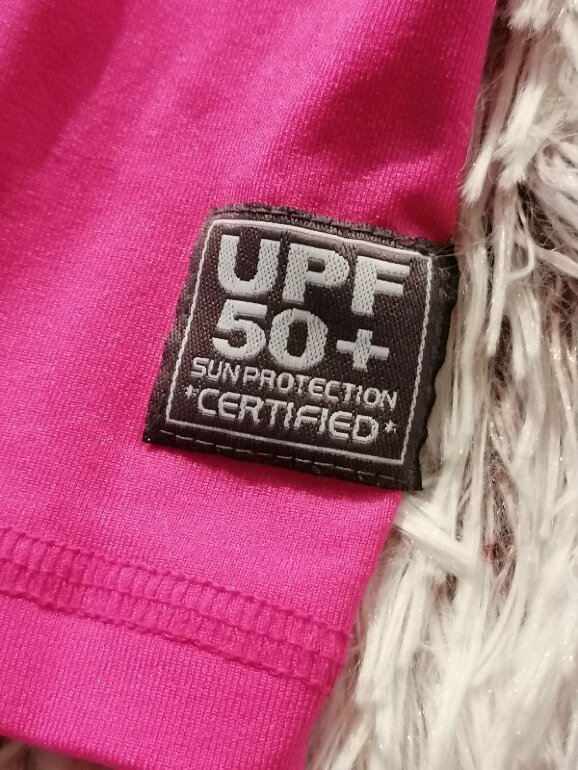 UPF
50+
SUN PROTECTION
*CERTIFIED*